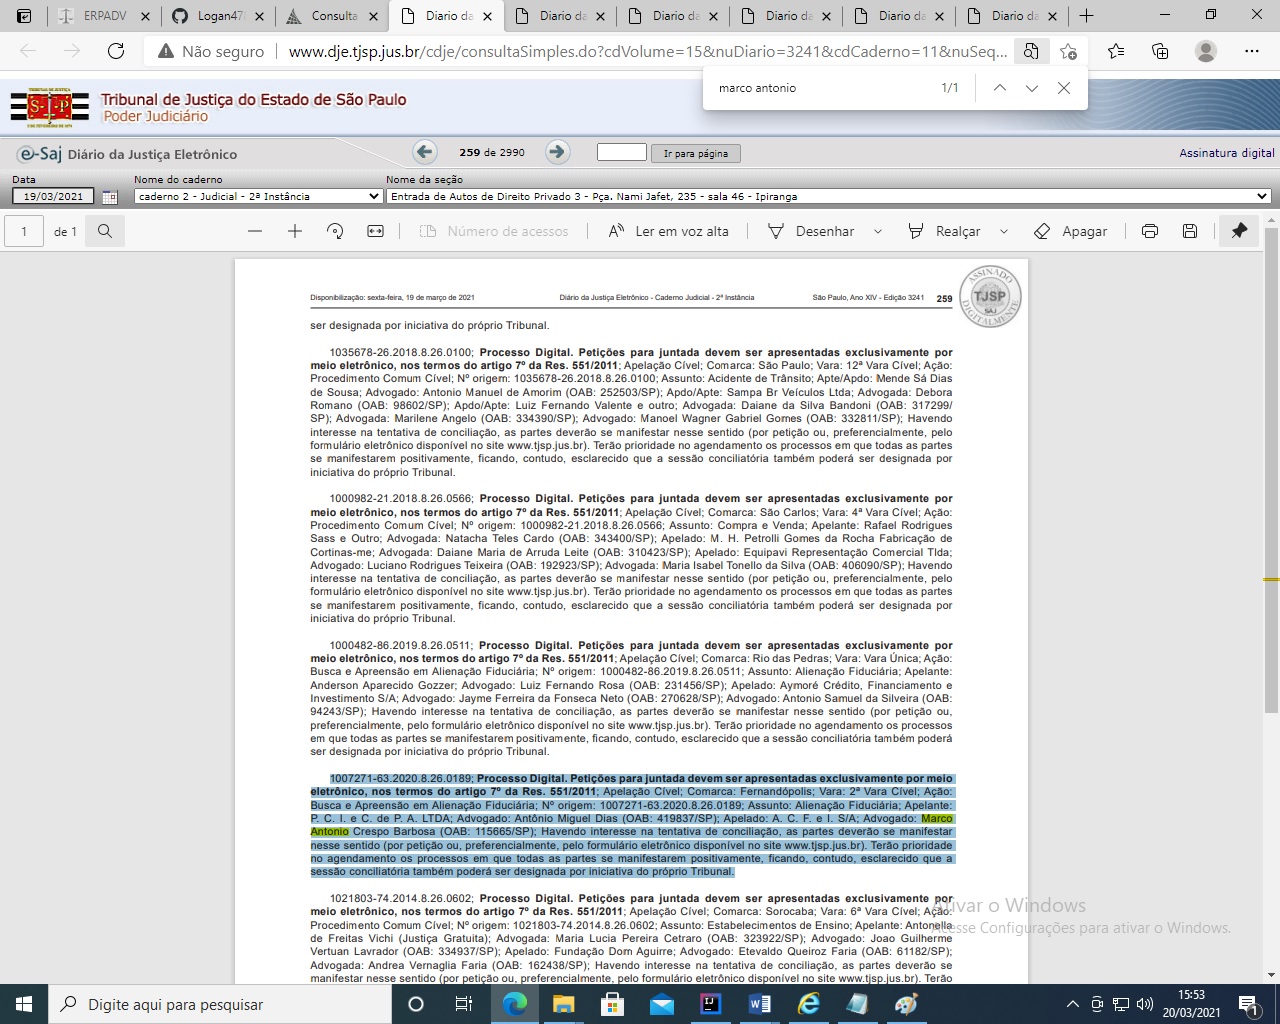 ERPADV
Logan47
Consulta
Diario da
Diario da
Diario da
Diario da
Diario da
Diario da
Não seguro
www.dje.tjsp.jus.br/cdje/consultaSimples.do?cdVolume=15&nuDiario=3241&cdCaderno=11&nuSeq...
marco antonio
1/1
Tribunal de Justiça do Estado de São Paulo
Poder Judiciário
e-Saj Diário da Justiça Eletrônico
259 de 2990
Ir para página
Assinatura digital
Data
Nome do caderno
Nome da seção
19/03/2021
caderno 2 - Judicial - 2ª Instância
Entrada de Autos de Direito Privado 3 - Pça. Nami Jafet, 235 - sala 46 - Ipiranga
1 de 1
Número de acessos
Ler em voz alta
Desenhar
Realçar
Apagar
Disponibilização: sexta-feira, 19 de março de 2021
Diário da Justiça Eletrônico - Caderno Judicial - 2ª Instância
São Paulo, Ano XIV - Edição 3241
259
ASSINADO
TJSP
SAJ
DIGITALMENTE
ser designada por iniciativa do próprio Tribunal.
1035678-26.2018.8.26.0100; Processo Digital. Petições para juntada devem ser apresentadas exclusivamente por
meio eletrônico, nos termos do artigo 7º da Res. 551/2011; Apelação Cível; Comarca: São Paulo; Vara: 12ª Vara Cível; Ação:
Procedimento Comum Cível; Nº origem: 1035678-26.2018.8.26.0100; Assunto: Acidente de Trânsito; Apte/Apdo: Mende Sá Dias
de Sousa; Advogado: Antonio Manuel de Amorim (OAB: 252503/SP); Apdo/Apte: Sampa Br Veículos Ltda; Advogada: Debora
Romano (OAB: 98602/SP); Apdo/Apte: Luiz Fernando Valente e outro; Advogada: Daiane da Silva Bandoni (OAB: 317299/
SP); Advogada: Marilene Angelo (OAB: 334390/SP); Advogado: Manoel Wagner Gabriel Gomes (OAB: 332811/SP); Havendo
interesse na tentativa de conciliação, as partes deverão se manifestar nesse sentido (por petição ou, preferencialmente, pelo
formulário eletrônico disponível no site www.tjsp.jus.br). Terão prioridade no agendamento os processos em que todas as partes
se manifestarem positivamente, ficando, contudo, esclarecido que a sessão conciliatória também poderá ser designada por
iniciativa do próprio Tribunal.
1000982-21.2018.8.26.0566; Processo Digital. Petições para juntada devem ser apresentadas exclusivamente por
meio eletrônico, nos termos do artigo 7º da Res. 551/2011; Apelação Cível; Comarca: São Carlos; Vara: 4ª Vara Cível; Ação:
Procedimento Comum Cível; Nº origem: 1000982-21.2018.8.26.0566; Assunto: Compra e Venda; Apelante: Rafael Rodrigues
Sass e Outro; Advogada: Natacha Teles Cardo (OAB: 343400/SP); Apelado: M. H. Petrolli Gomes da Rocha Fabricação de
Cortinas-me; Advogada: Daiane Maria de Arruda Leite (OAB: 310423/SP); Apelado: Equipavi Representação Comercial Tlda;
Advogado: Luciano Rodrigues Teixeira (OAB: 192923/SP); Advogada: Maria Isabel Tonello da Silva (OAB: 406090/SP); Havendo
interesse na tentativa de conciliação, as partes deverão se manifestar nesse sentido (por petição ou, preferencialmente, pelo
formulário eletrônico disponível no site www.tjsp.jus.br). Terão prioridade no agendamento os processos em que todas as partes
se manifestarem positivamente, ficando, contudo, esclarecido que a sessão conciliatória também poderá ser designada por
iniciativa do próprio Tribunal.
1000482-86.2019.8.26.0511; Processo Digital. Petições para juntada devem ser apresentadas exclusivamente por
meio eletrônico, nos termos do artigo 7º da Res. 551/2011; Apelação Cível; Comarca: Rio das Pedras; Vara: Vara Única; Ação:
Busca e Apreensão em Alienação Fiduciária; Nº origem: 1000482-86.2019.8.26.0511; Assunto: Alienação Fiduciária; Apelante:
Anderson Aparecido Gozzer; Advogado: Luiz Fernando Rosa (OAB: 231456/SP); Apelado: Aymoré Crédito, Financiamento e
Investimento S/A; Advogado: Jayme Ferreira da Fonseca Neto (OAB: 270628/SP); Advogado: Antonio Samuel da Silveira (OAB:
94243/SP); Havendo interesse na tentativa de conciliação, as partes deverão se manifestar nesse sentido (por petição ou,
preferencialmente, pelo formulário eletrônico disponível no site www.tjsp.jus.br). Terão prioridade no agendamento os processos
em que todas as partes se manifestarem positivamente, ficando, contudo, esclarecido que a sessão conciliatória também poderá
ser designada por iniciativa do próprio Tribunal.
1007271-63.2020.8.26.0189; Processo Digital. Petições para juntada devem ser apresentadas exclusivamente por meio
eletrônico, nos termos do artigo 7º da Res. 551/2011; Apelação Cível; Comarca: Fernandópolis; Vara: 2ª Vara Cível; Ação:
Busca e Apreensão em Alienação Fiduciária; Nº origem: 1007271-63.2020.8.26.0189; Assunto: Alienação Fiduciária; Apelante:
P. C. I. e C. de P. A. LTDA; Advogado: Antônio Miguel Dias (OAB: 419837/SP); Apelado: A. C. F. e I. S/A; Advogado: Marco
Antonio Crespo Barbosa (OAB: 115665/SP); Havendo interesse na tentativa de conciliação, as partes deverão se manifestar
nesse sentido (por petição ou, preferencialmente, pelo formulário eletrônico disponível no site www.tjsp.jus.br). Terão prioridade
no agendamento os processos em que todas as partes se manifestarem positivamente, ficando, contudo, esclarecido que a
sessão conciliatória também poderá ser designada por iniciativa do próprio Tribunal.
1021803-74.2014.8.26.0602; Processo Digital. Petições para juntada devem ser apresentadas exclusivamente por
meio eletrônico, nos termos do artigo 7º da Res. 551/2011; Apelação Cível; Comarca: Sorocaba; Vara: 6ª Vara Cível; Ação:
Procedimento Comum Cível; Nº origem: 1021803-74.2014.8.26.0602; Assunto: Estabelecimentos de Ensino; Apelante: Antonelle
de Freitas Vichi (Justiça Gratuita); Advogada: Maria Lucia Pereira Cetraro (OAB: 323922/SP); Advogado: Joao Guilherme
Vertuan Lavrador (OAB: 334937/SP); Apelado: Fundação Dom Aguirre; Advogado: Etevaldo Queiroz Faria (OAB: 61182/SP);
Advogada: Andrea Vernaglia Faria (OAB: 162438/SP); Havendo interesse na tentativa de conciliação, as partes deverão se
manifestar nesse sentido (por petição ou, preferencialmente, pelo formulário eletrônico disponível no site www.tjsp.jus.br). Terão
Ativar o Windows
Acesse Configurações para ativar o Windows.
Digite aqui para pesquisar
15:53
20/03/2021
1